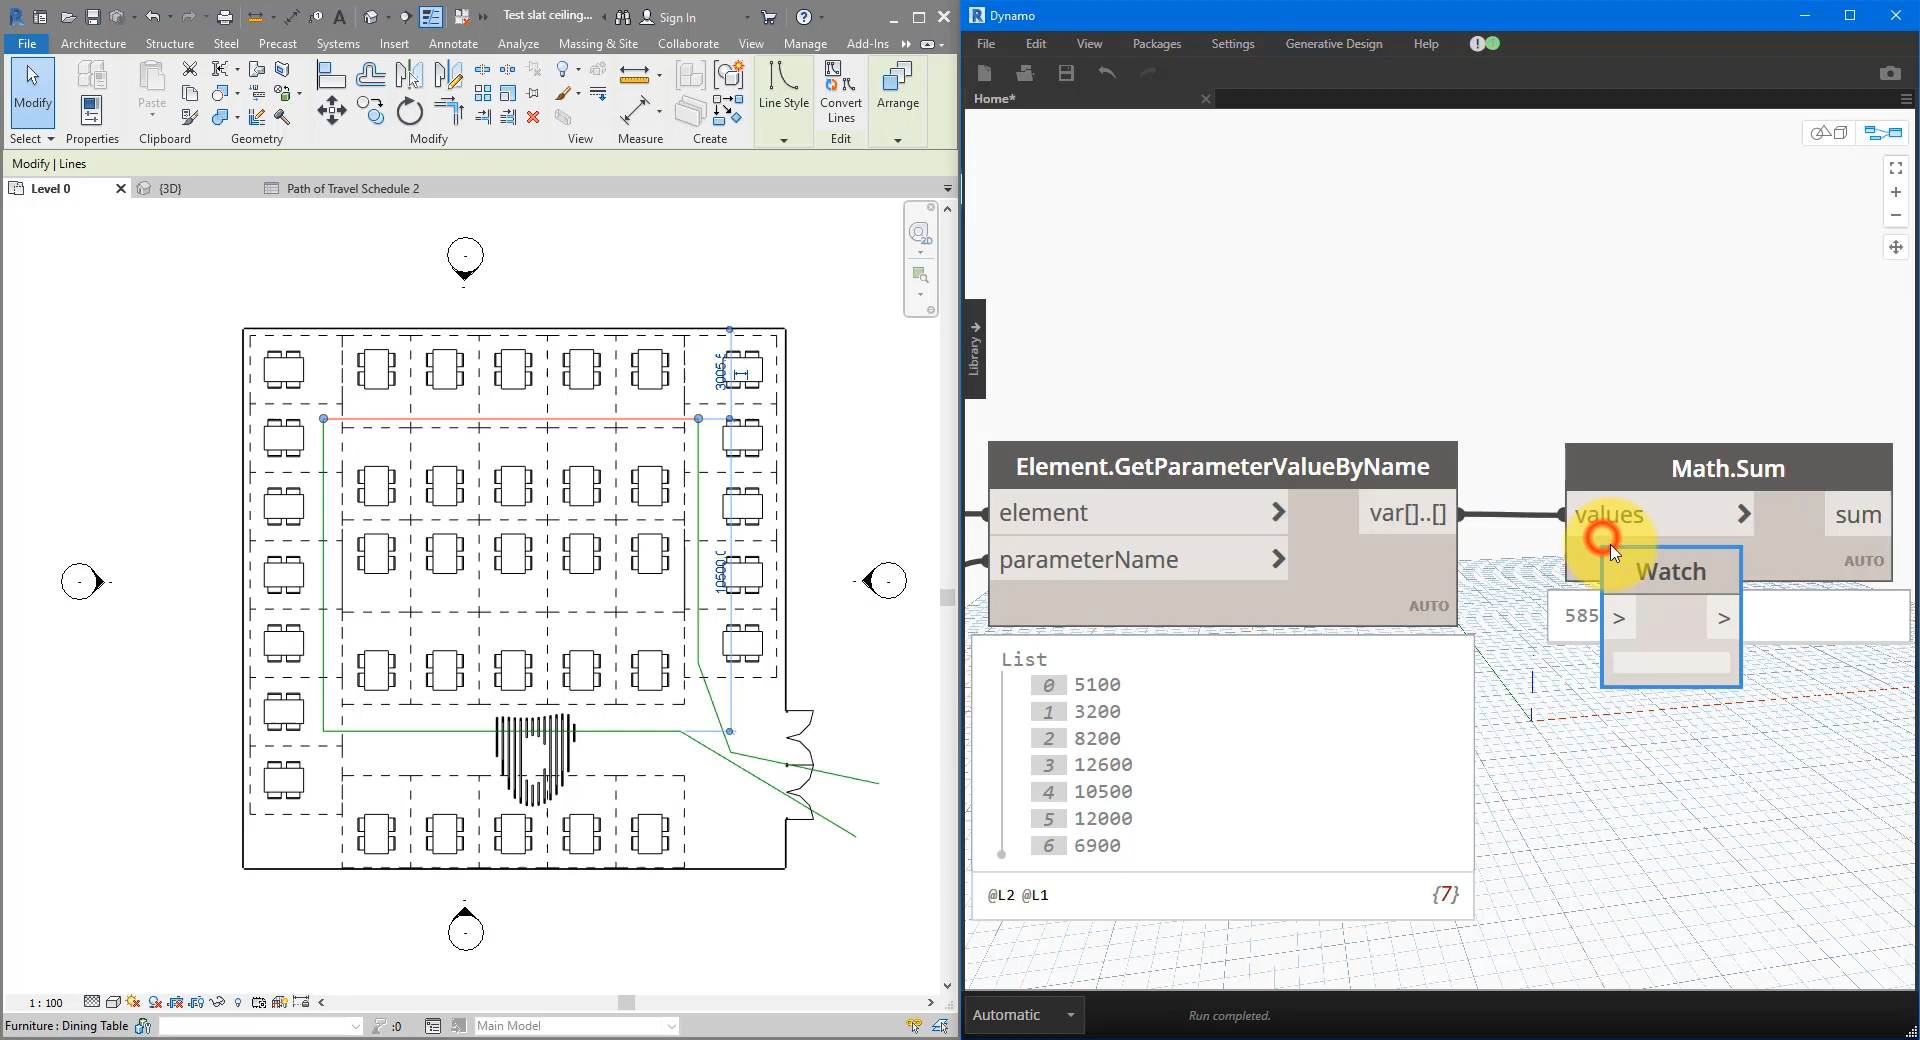 Test slat ceiling...
Sign In
File Architecture Structure Steel Precast Systems Insert Annotate Analyze Massing & Site Collaborate View Manage Add-Ins
Modify
Paste
Line Style
Convert
Lines
Arrange
Select Properties Clipboard Geometry Modify View Measure Create Edit
Modify | Lines
Level 0
{3D}
Path of Travel Schedule 2
2D
1 : 100
Furniture : Dining Table
:0
Main Model
Dynamo
File Edit View Packages Settings Generative Design Help
Home*
Library
Element.GetParameterValueByName
element
var[]..[]
parameterName
AUTO
List
0 5100
1 3200
2 8200
3 12600
4 10500
5 12000
6 6900
@L2 @L1
{7}
Math.Sum
values
sum
AUTO
Watch
585
>
>
Automatic
Run completed.